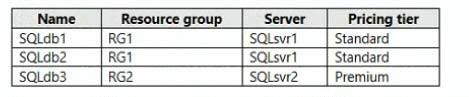 Name Resource group Server Pricing tier
SQLdb1 RG1 SQLsvr1 Standard
SQLdb2 RG1 SQLsvr1 Standard
SQLdb3 RG2 SQLsvr2 Premium